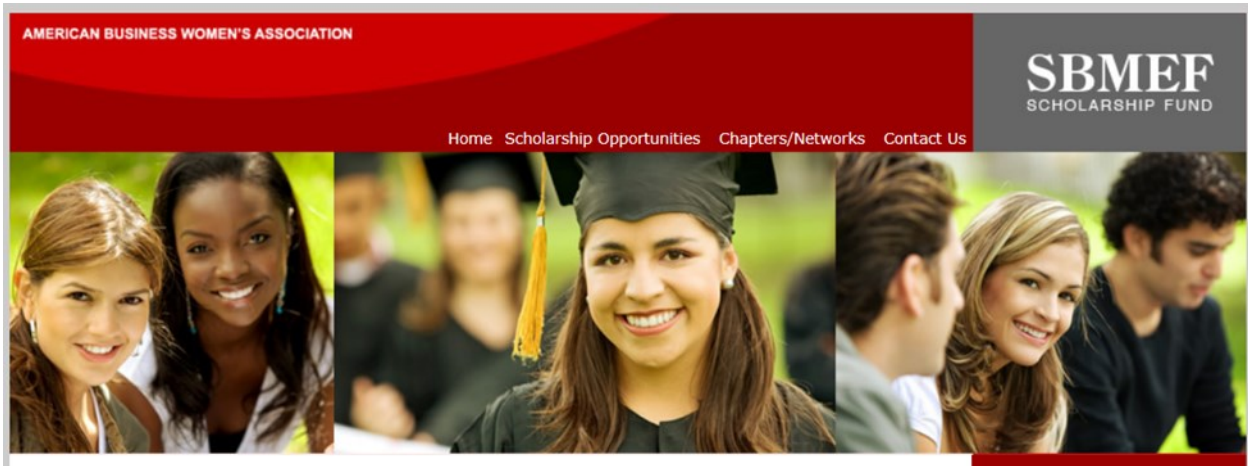 AMERICAN BUSINESS WOMEN'S ASSOCIATION
SBMEF
SCHOLARSHIP FUND
Home Scholarship Opportunities Chapters/Networks Contact Us